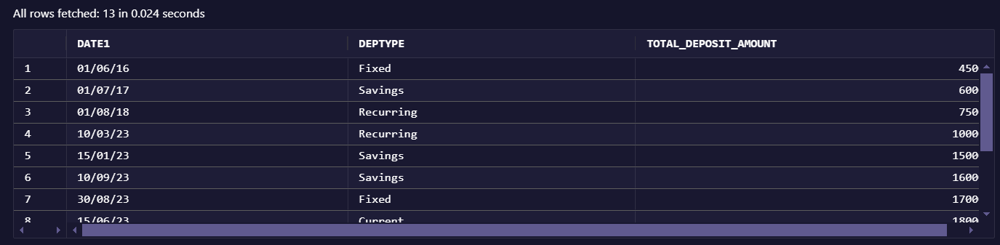 All rows fetched: 13 in 0.024 seconds
DATE1 DEPTYPE TOTAL_DEPOSIT_AMOUNT
1 01/06/16 Fixed 450
2 01/07/17 Savings 600
3 01/08/18 Recurring 750
4 10/03/23 Recurring 1000
5 15/01/23 Savings 1500
6 10/09/23 Savings 1600
7 30/08/23 Fixed 1700
8 15/06/23 Current 1800